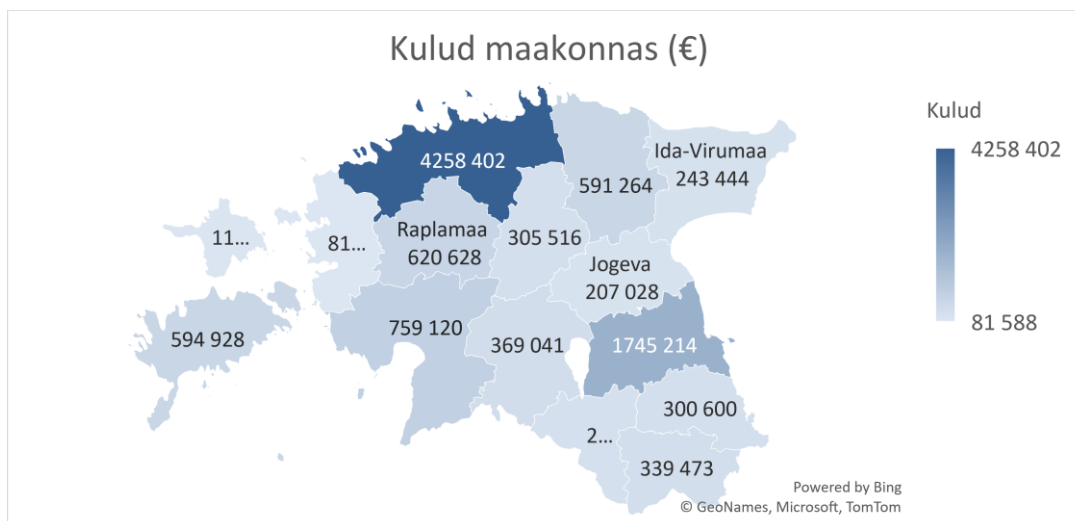 Kulud maakonnas (€)
Kulud
4258 402
81 588
4258 402
591 264
Ida-Virumaa
243 444
11...
81...
Raplamaa
620 628
305 516
Jogeva
207 028
594 928
759 120
369 041
1745 214
300 600
2...
339 473
Powered by Bing
© GeoNames, Microsoft, TomTom